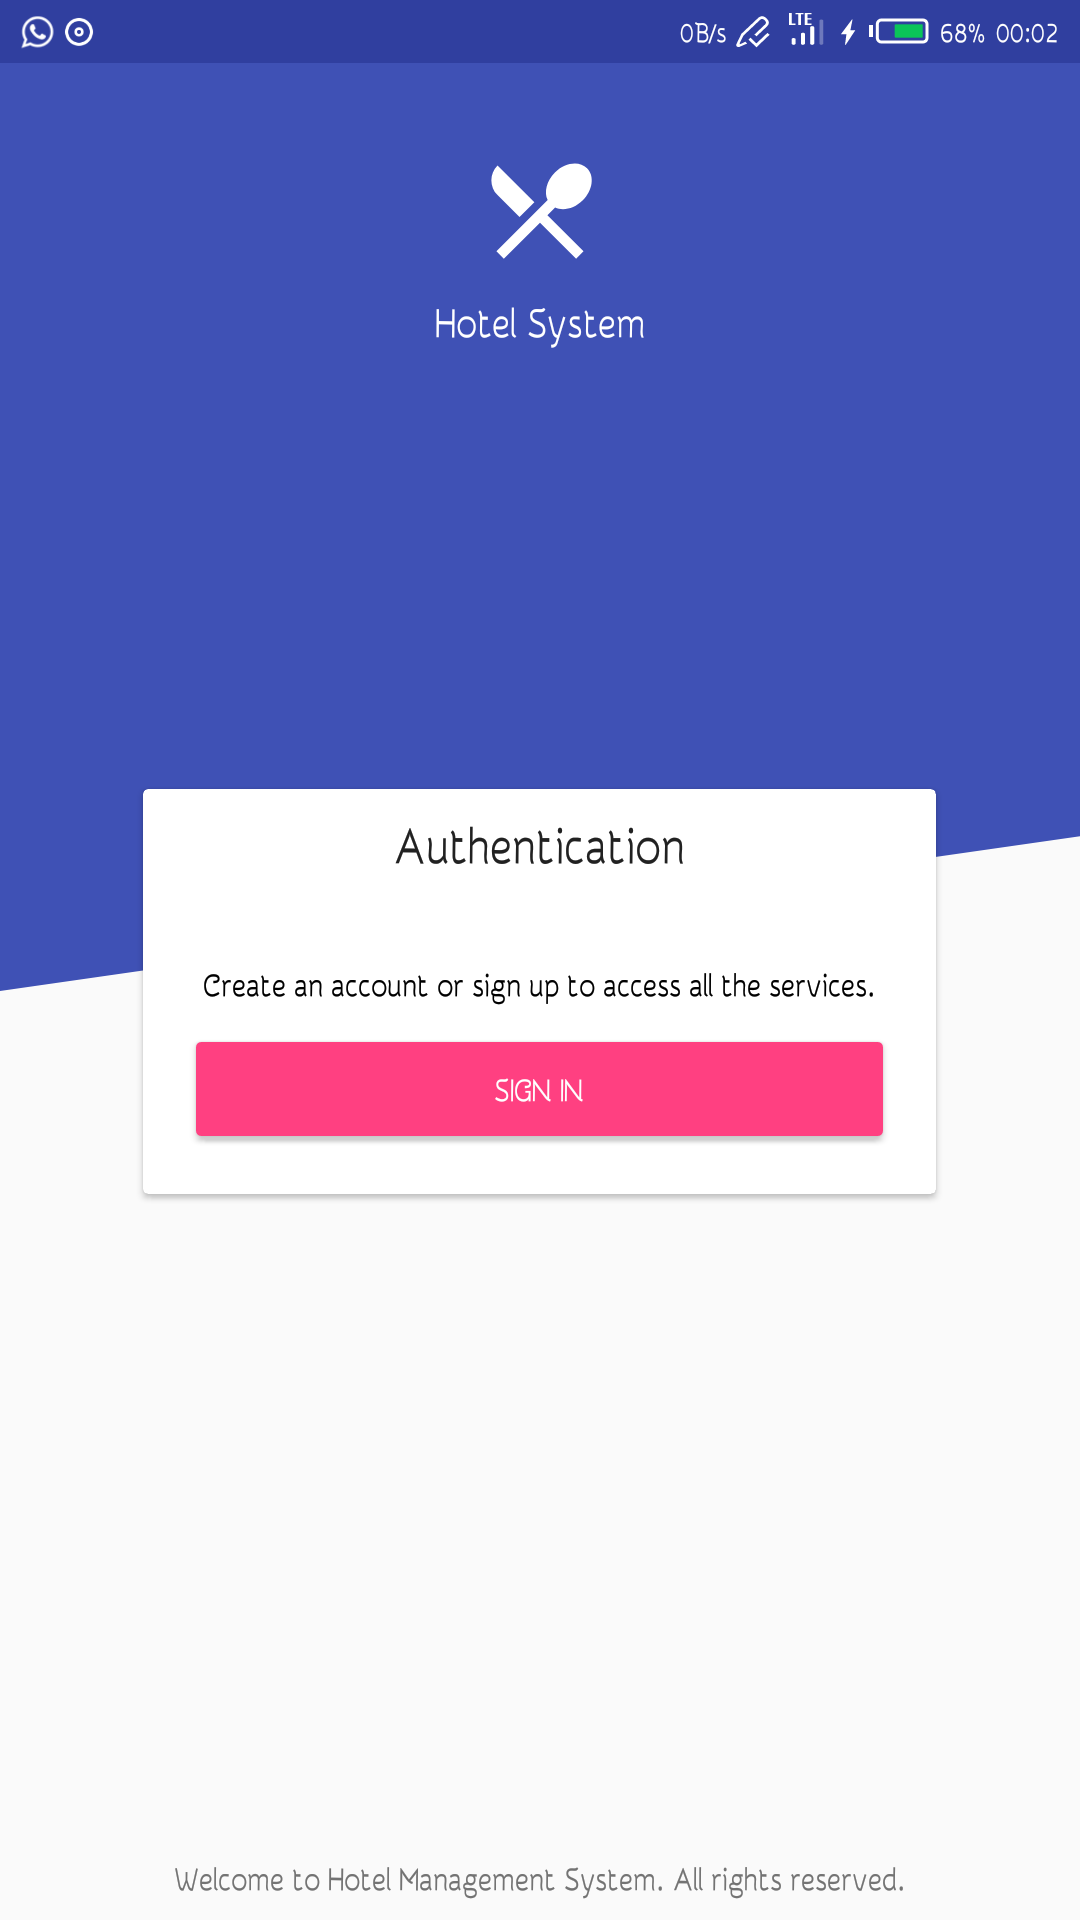 0B/s LTE 68% 00:02
Hotel System
Authentication
Create an account or sign up to access all the services.
SIGN IN
Welcome to Hotel Management System. All rights reserved.